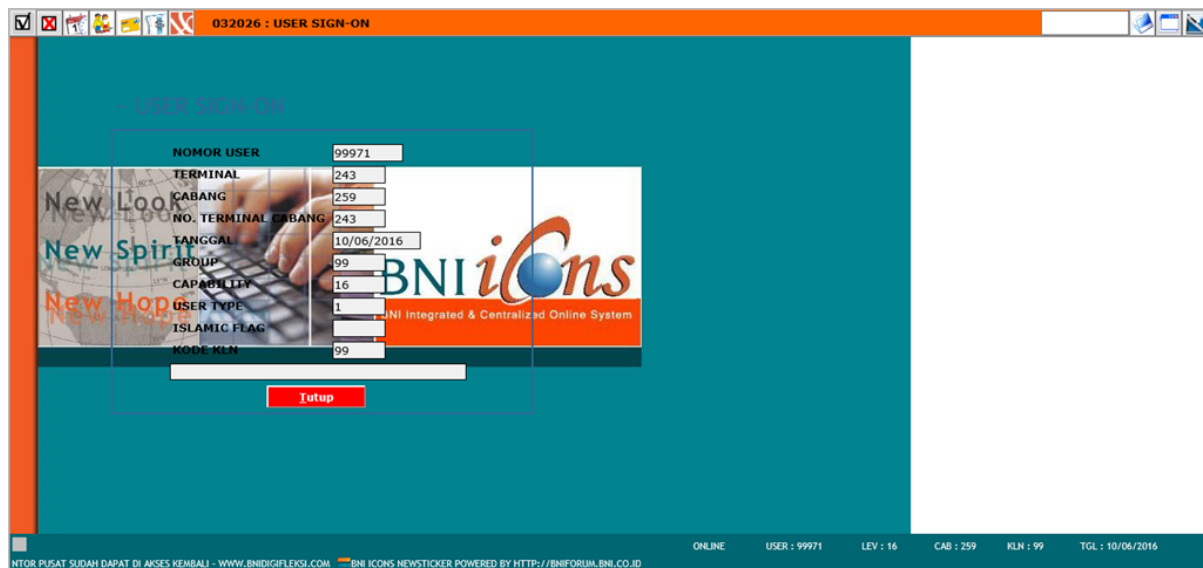 032026 : USER SIGN-ON
- USER SIGN-ON
NOMOR USER 99971
TERMINAL 243
CABANG 259
NO. TERMINAL CABANG 243
TANGGAL 10/06/2016
GROUP 99
CAPABILITY 16
USER TYPE 1
ISLAMIC FLAG
KODE KLN 99
Tutup
New Look
New Spirit
New Hope
BNI iCons
BNI Integrated & Centralized Online System
ONLINE USER : 99971 LEV : 16 CAB : 259 KLN : 99 TGL : 10/06/2016
NTOR PUSAT SUDAH DAPAT DI AKSES KEMBALI - WWW.BNIDIGIFLEKSI.COM BNI ICONS NEWSTICKER POWERED BY HTTP://BNIFORUM.BNI.CO.ID